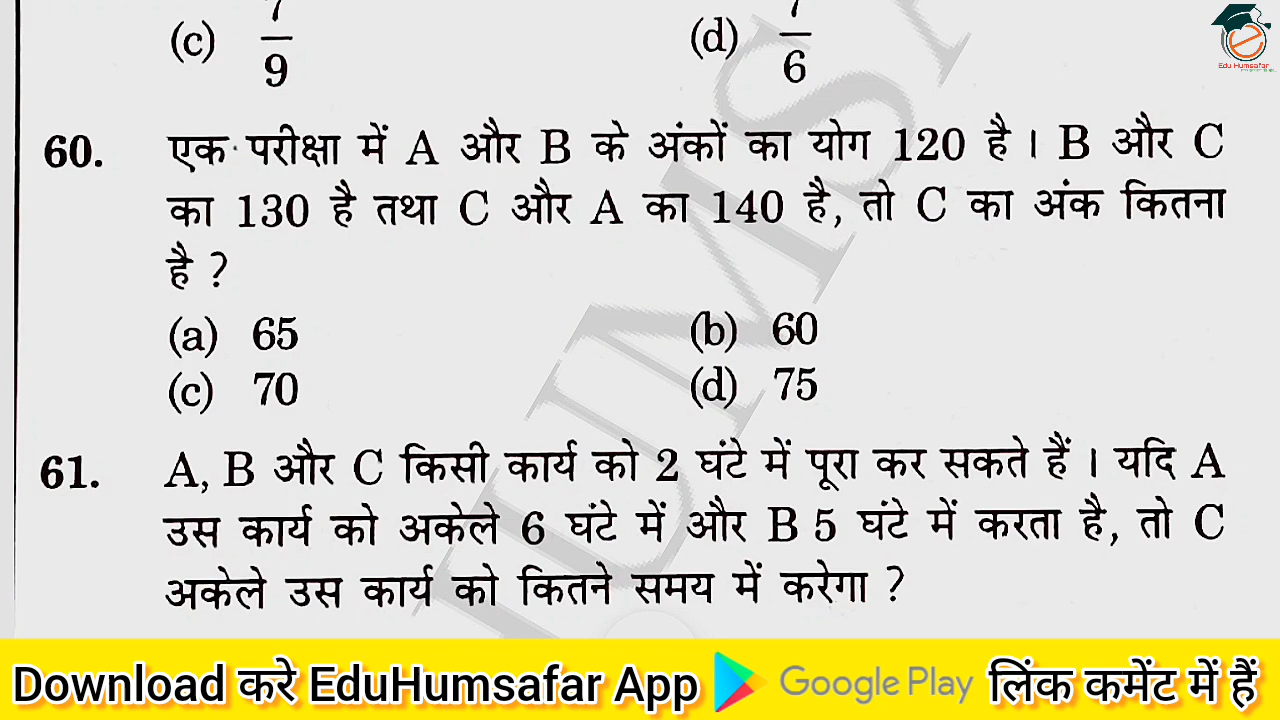 (c) 7/9 (d) 7/6
Edu Humsafar
60. एक परीक्षा में A और B के अंकों का योग 120 है । B और C
का 130 है तथा C और A का 140 है, तो C का अंक कितना
है ?
(a) 65 (b) 60
(c) 70 (d) 75
61. A, B और C किसी कार्य को 2 घंटे में पूरा कर सकते हैं । यदि A
उस कार्य को अकेले 6 घंटे में और B 5 घंटे में करता है, तो C
अकेले उस कार्य को कितने समय में करेगा ?
Download करे EduHumsafar App Google Play लिंक कमेंट में हैं